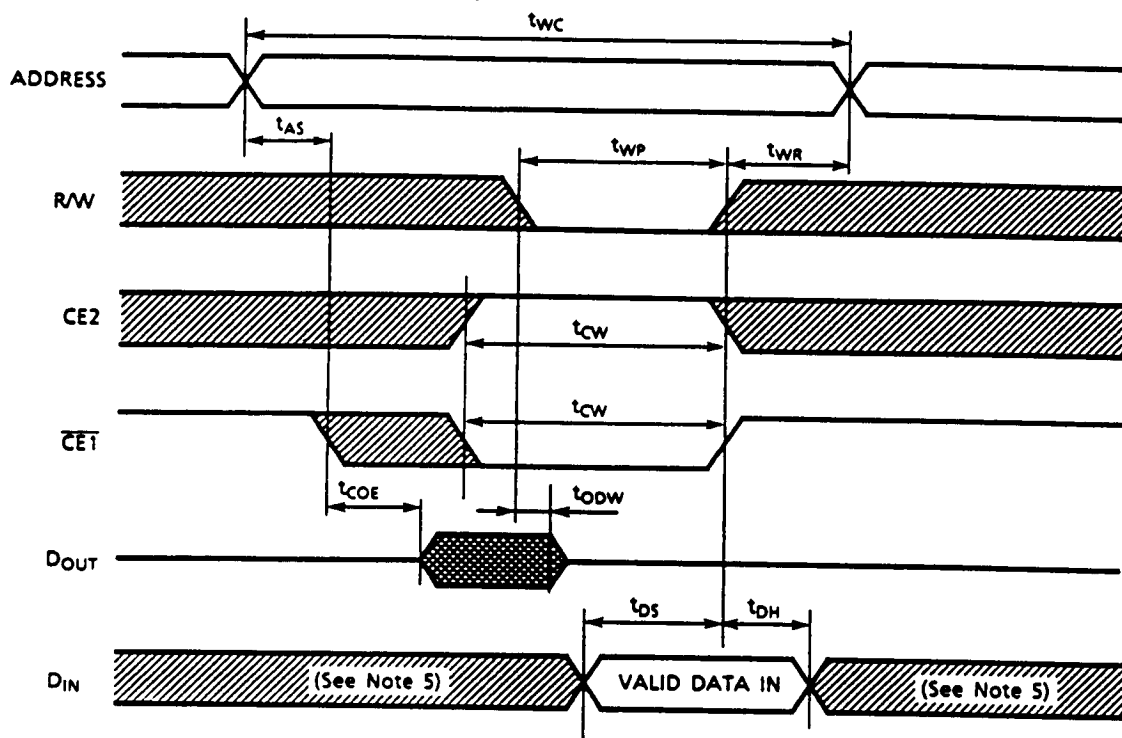 tWC
ADDRESS
tAS
tWP
tWR
R/W
CE2
tCW
tCW
CE1
tCOE
tODW
DOUT
tDS
tDH
DIN
(See Note 5)
VALID DATA IN
(See Note 5)